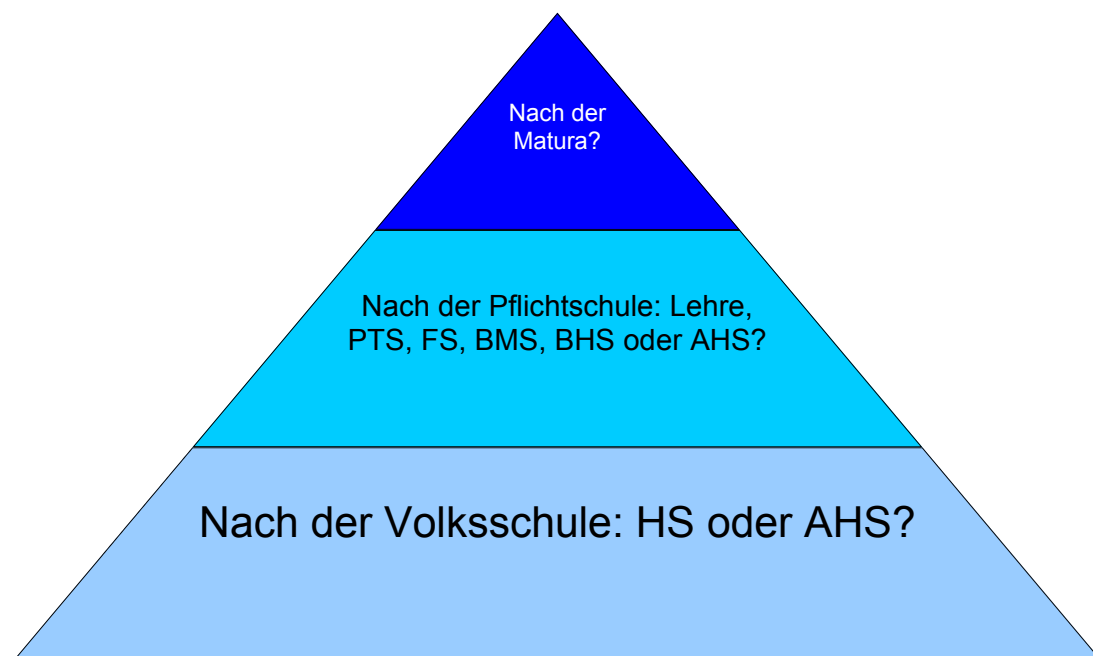 Nach der
Matura?
Nach der Pflichtschule: Lehre,
PTS, FS, BMS, BHS oder AHS?
Nach der Volksschule: HS oder AHS?